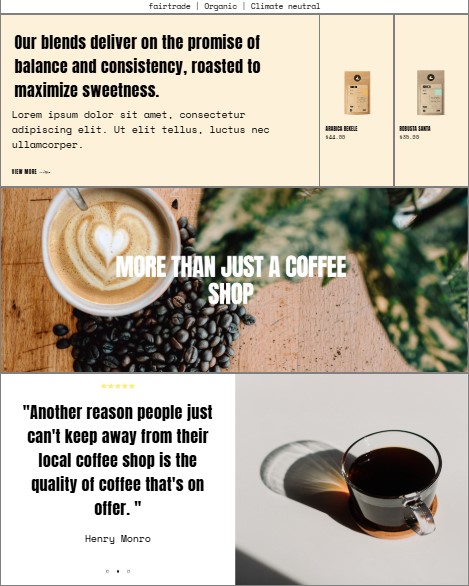 fairtrade | Organic | Climate neutral
Our blends deliver on the promise of
balance and consistency, roasted to
maximize sweetness.
Lorem ipsum dolor sit amet, consectetur
adipiscing elit. Ut elit tellus, luctus nec
ullamcorper.
VIEW MORE
ARABICA BEKELE
ROBUSTA SANTA
$39.00
MORE THAN JUST A COFFEE
SHOP
"Another reason people just
can't keep away from their
local coffee shop is the
quality of coffee that's on
offer. "
Henry Monro